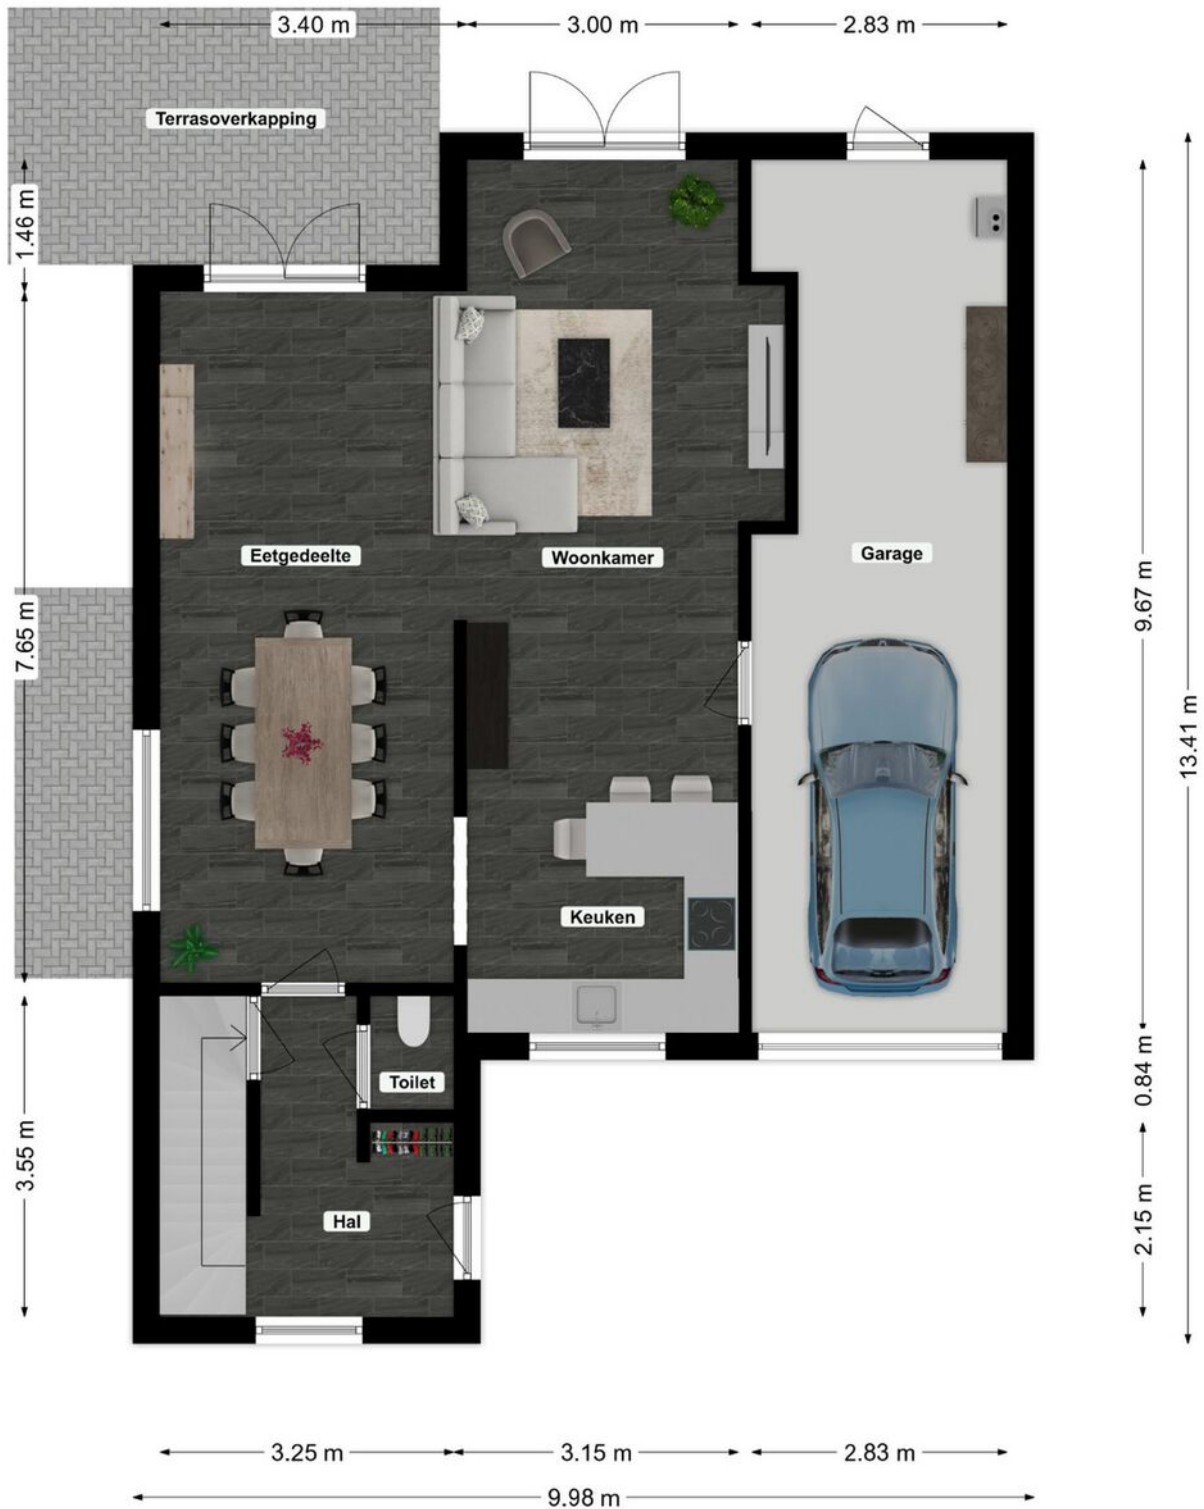 3.40 m
3.00 m
2.83 m
Terrasoverkapping
1.46 m
7.65 m
Eetgedeelte
Woonkamer
Garage
9.67 m
13.41 m
Keuken
0.84 m
Toilet
3.55 m
Hal
2.15 m
3.25 m
3.15 m
2.83 m
9.98 m